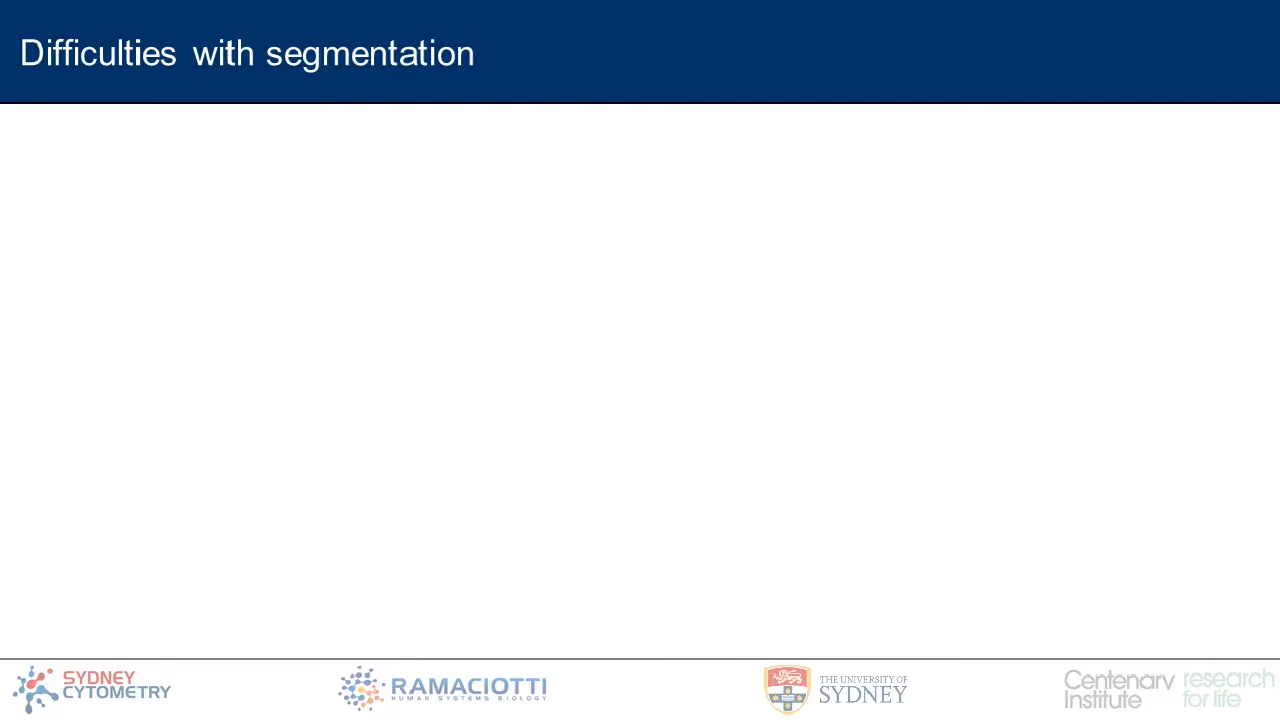 Difficulties with segmentation
SYDNEY
CYTOMETRY
RAMACIOTTI
HUMAN SYSTEMS BIOLOGY
THE UNIVERSITY OF
SYDNEY
Centenary
Institute
research
for life